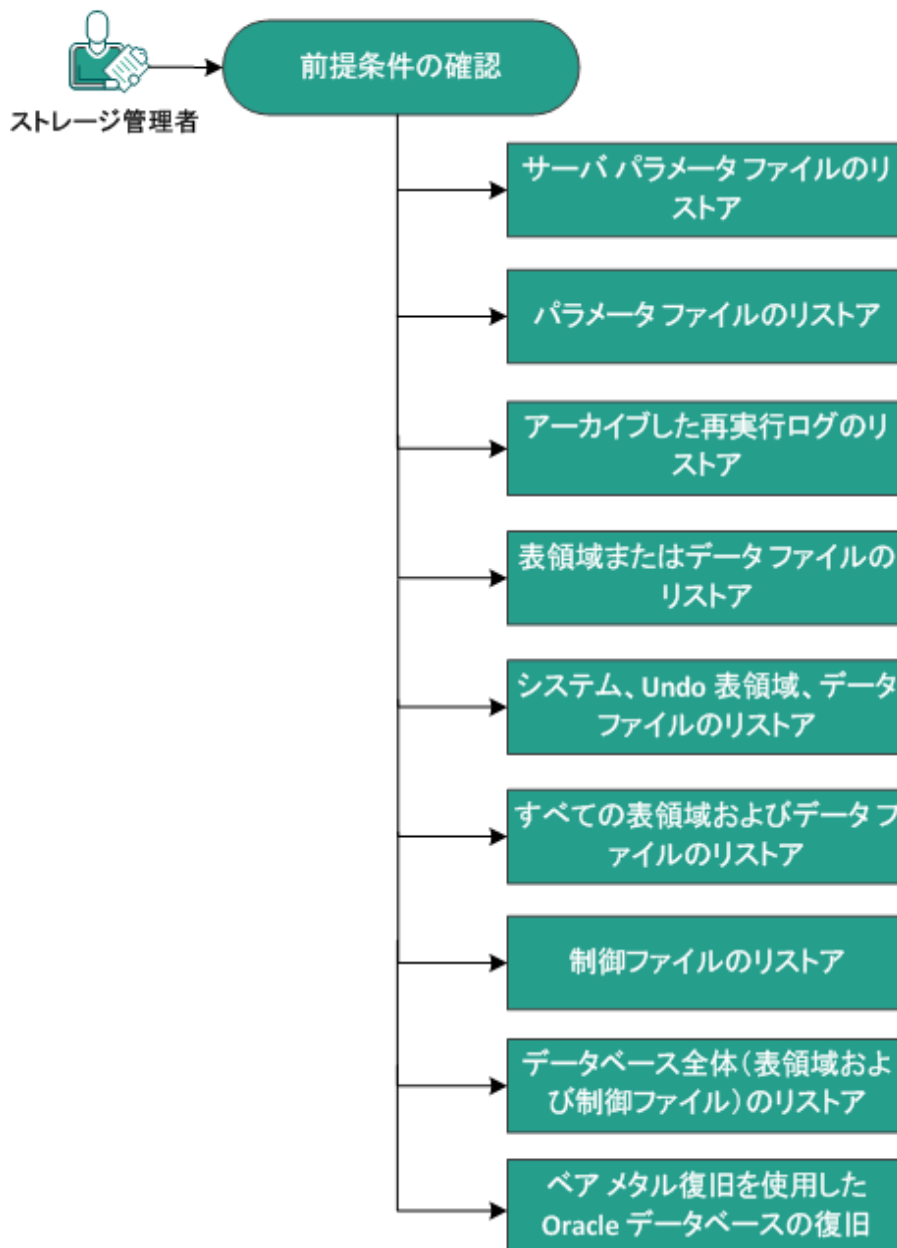 前提条件の確認
ストレージ管理者
サーバ パラメータファイルのリ
ストア
パラメータファイルのリストア
アーカイブした再実行ログのリ
ストア
表領域またはデータファイルの
リストア
システム、Undo 表領域、データ
ファイルのリストア
すべての表領域およびデータフ
ァイルのリストア
制御ファイルのリストア
データベース全体(表領域およ
び制御ファイル)のリストア
ベア メタル復旧を使用した
Oracle データベースの復旧